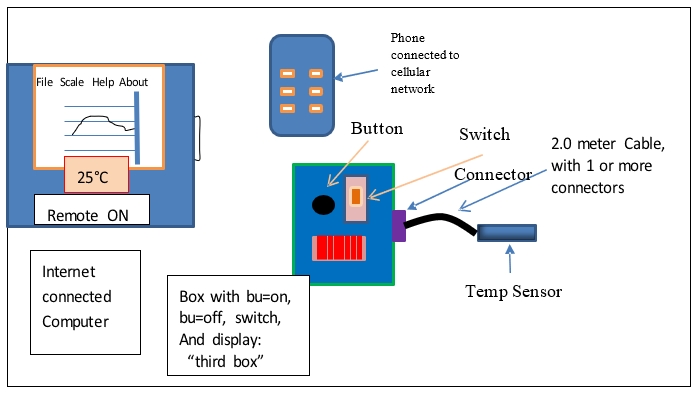 File Scale Help About
25°C
Remote ON
Internet
connected
Computer
Phone
connected to
cellular
network
Button
Switch
Connector
2.0 meter Cable,
with 1 or more
connectors
Temp Sensor
Box with bu=on,
bu=off, switch,
And display:
“third box”